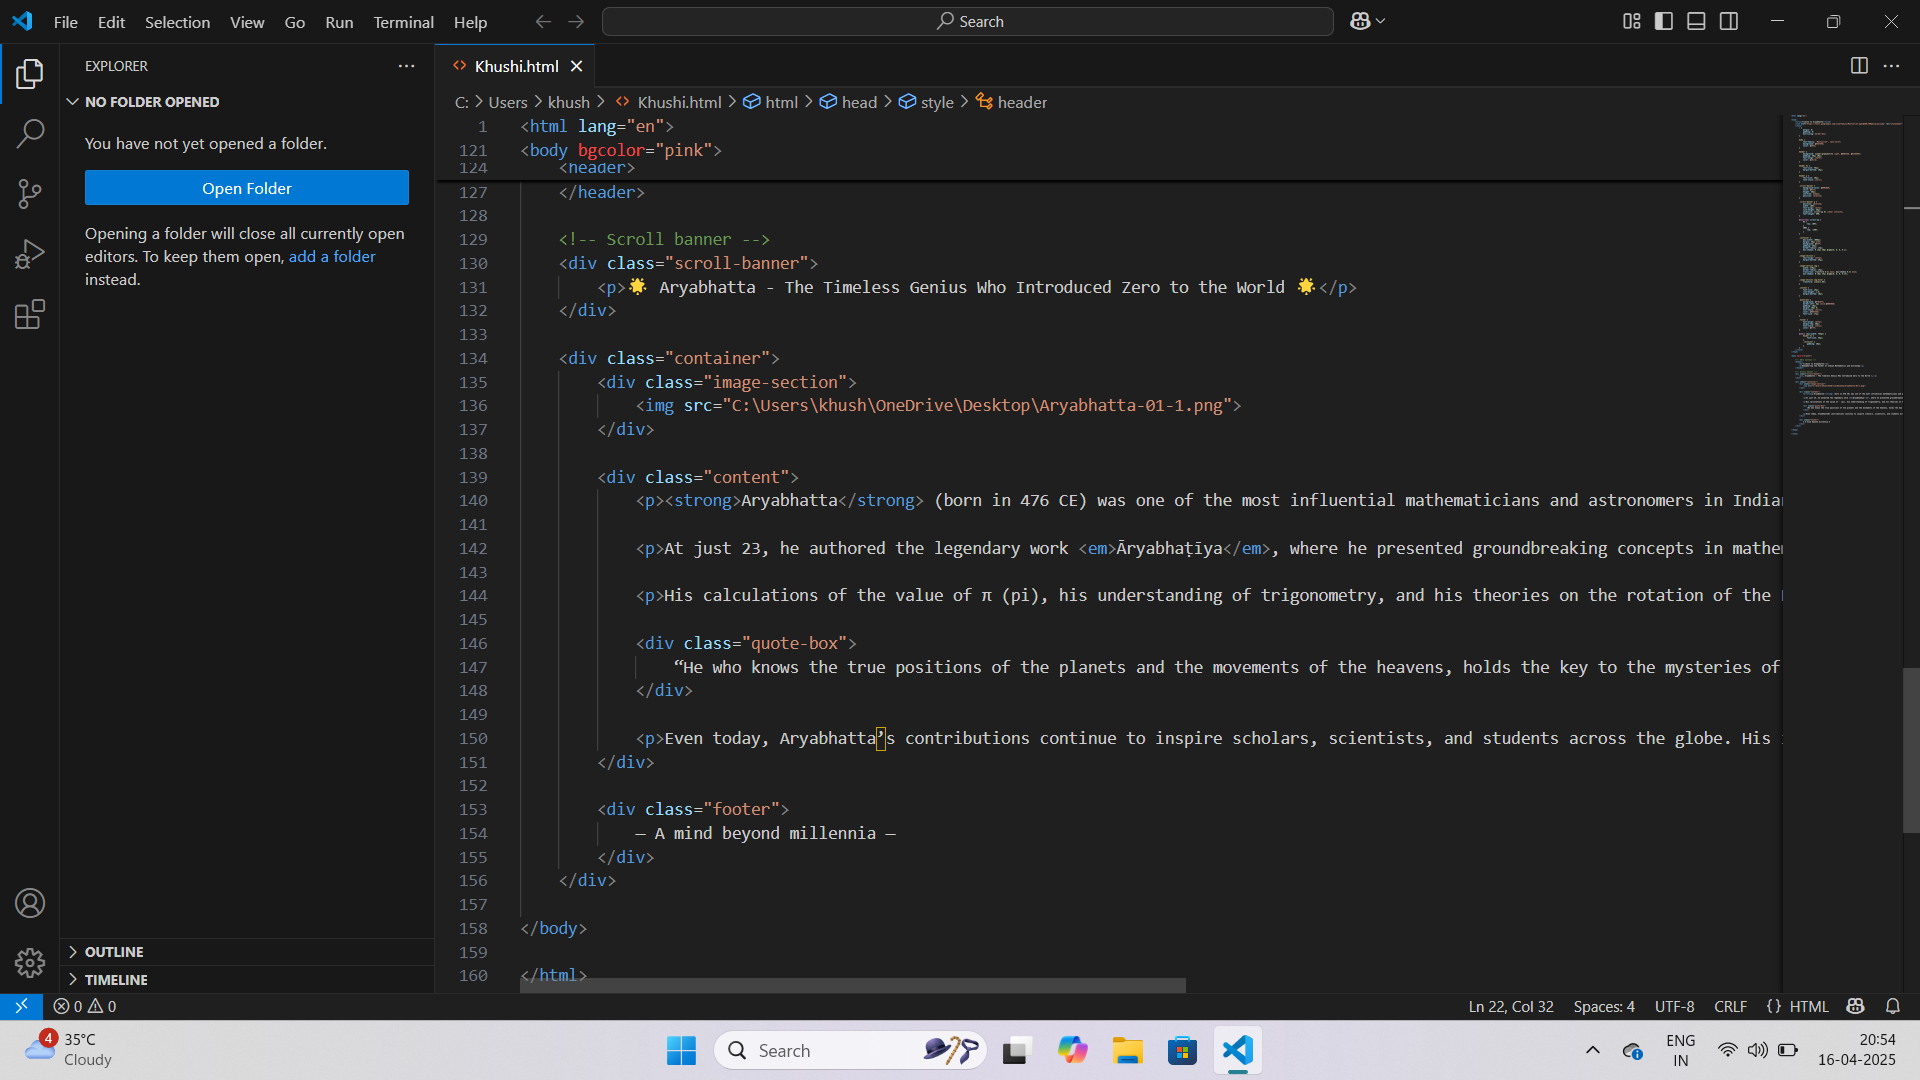 File Edit Selection View Go Run Terminal Help
Search
EXPLORER
Khushi.html
NO FOLDER OPENED
You have not yet opened a folder.
Open Folder
Opening a folder will close all currently open
editors. To keep them open, add a folder
instead.
OUTLINE
TIMELINE
C: > Users > khush > Khushi.html > html > head > style > header
1 <html lang="en">
121 <body bgcolor="pink">
124 <header>
127 </header>
128
129 <!-- Scroll banner -->
130 <div class="scroll-banner">
131 <p>🌟 Aryabhatta - The Timeless Genius Who Introduced Zero to the World 🌟</p>
132 </div>
133
134 <div class="container">
135 <div class="image-section">
136 <img src="C:\Users\khush\OneDrive\Desktop\Aryabhatta-01-1.png">
137 </div>
138
139 <div class="content">
140 <p><strong>Aryabhatta</strong> (born in 476 CE) was one of the most influential mathematicians and astronomers in Indian
141
142 <p>At just 23, he authored the legendary work <em>Āryabhaṭīya</em>, where he presented groundbreaking concepts in mathe
143
144 <p>His calculations of the value of π (pi), his understanding of trigonometry, and his theories on the rotation of the
145
146 <div class="quote-box">
147 “He who knows the true positions of the planets and the movements of the heavens, holds the key to the mysteries of
148 </div>
149
150 <p>Even today, Aryabhatta’s contributions continue to inspire scholars, scientists, and students across the globe. His
151 </div>
152
153 <div class="footer">
154 — A mind beyond millennia —
155 </div>
156 </div>
157
158 </body>
159
160 </html>
0 0
Ln 22, Col 32 Spaces: 4 UTF-8 CRLF {} HTML
4
35°C
Cloudy
Search
ENG
IN
20:54
16-04-2025